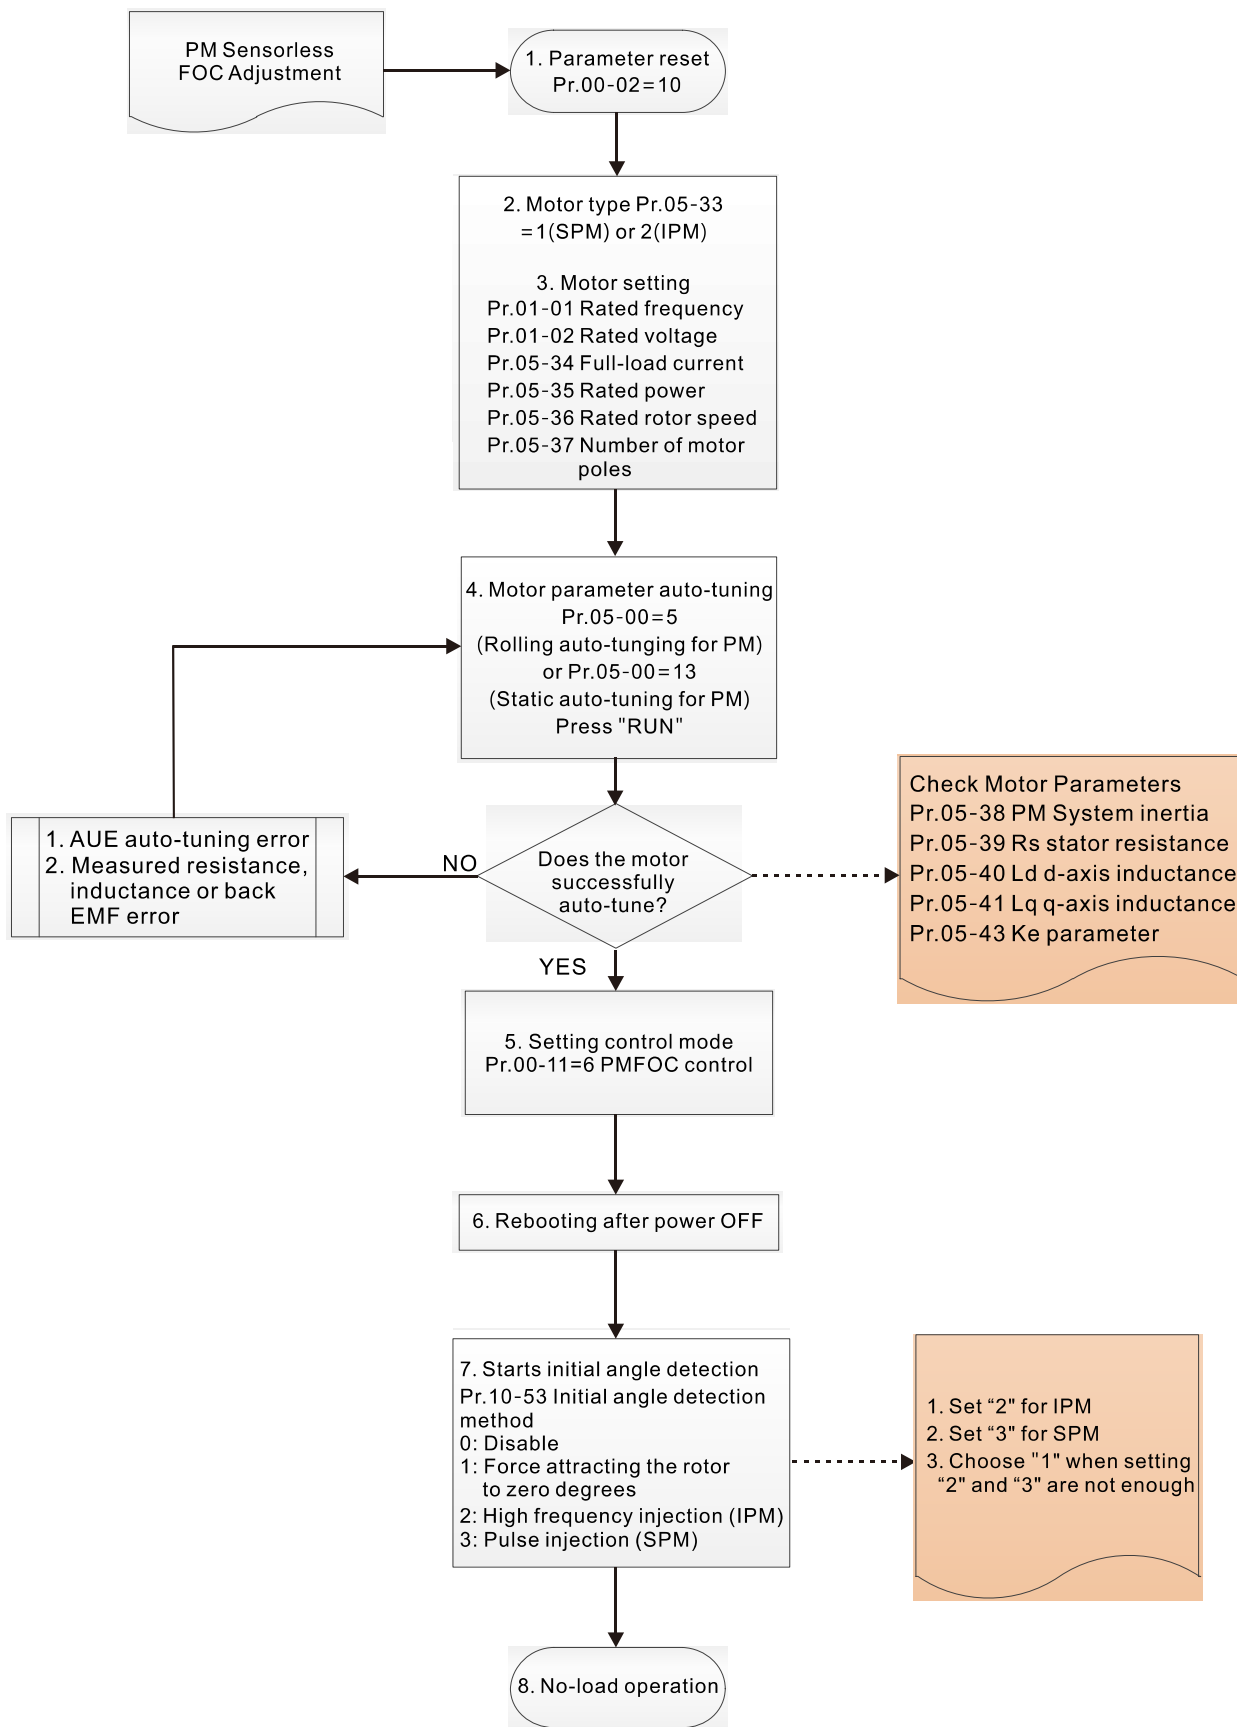 PM Sensorless
FOC Adjustment
1. Parameter reset
Pr.00-02=10
2. Motor type Pr.05-33
=1(SPM) or 2(IPM)
3. Motor setting
Pr.01-01 Rated frequency
Pr.01-02 Rated voltage
Pr.05-34 Full-load current
Pr.05-35 Rated power
Pr.05-36 Rated rotor speed
Pr.05-37 Number of motor
poles
4. Motor parameter auto-tuning
Pr.05-00=5
(Rolling auto-tunging for PM)
or Pr.05-00=13
(Static auto-tuning for PM)
Press "RUN"
1. AUE auto-tuning error
2. Measured resistance,
inductance or back
EMF error
NO
Does the motor
successfully
auto-tune?
YES
Check Motor Parameters
Pr.05-38 PM System inertia
Pr.05-39 Rs stator resistance
Pr.05-40 Ld d-axis inductance
Pr.05-41 Lq q-axis inductance
Pr.05-43 Ke parameter
5. Setting control mode
Pr.00-11=6 PMFOC control
6. Rebooting after power OFF
7. Starts initial angle detection
Pr.10-53 Initial angle detection
method
0: Disable
1: Force attracting the rotor
to zero degrees
2: High frequency injection (IPM)
3: Pulse injection (SPM)
1. Set “2" for IPM
2. Set “3" for SPM
3. Choose "1" when setting
“2" and “3" are not enough
8. No-load operation